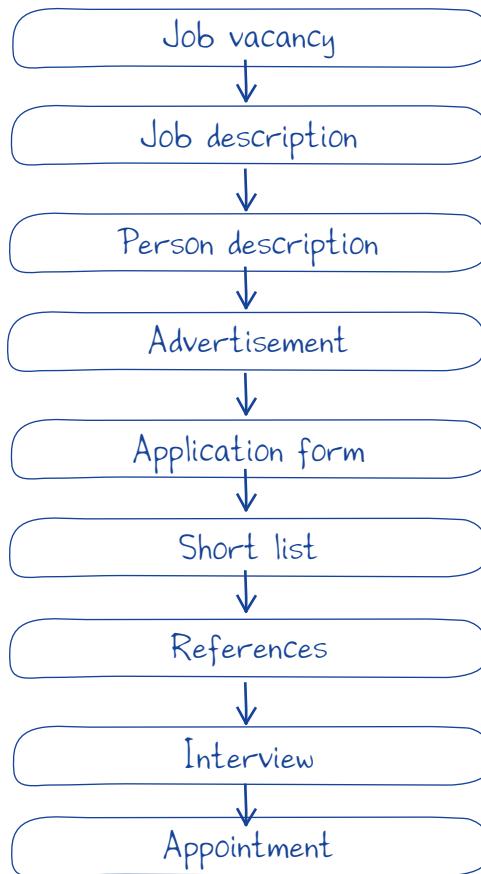 Job vacancy
Job description
Person description
Advertisement
Application form
Short list
References
Interview
Appointment